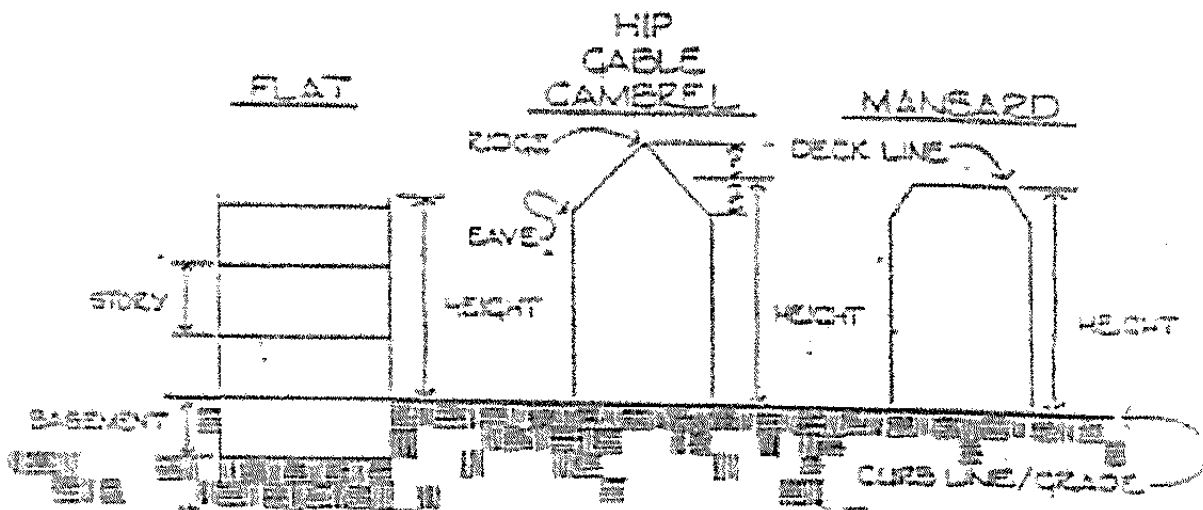 FLAT
HIP
GABLE
GAMBREL
MANSARD
RIDGE
DECK LINE
EAVE
STORY
HEIGHT
HEIGHT
HEIGHT
BASEMENT
CURB LINE/GRADE